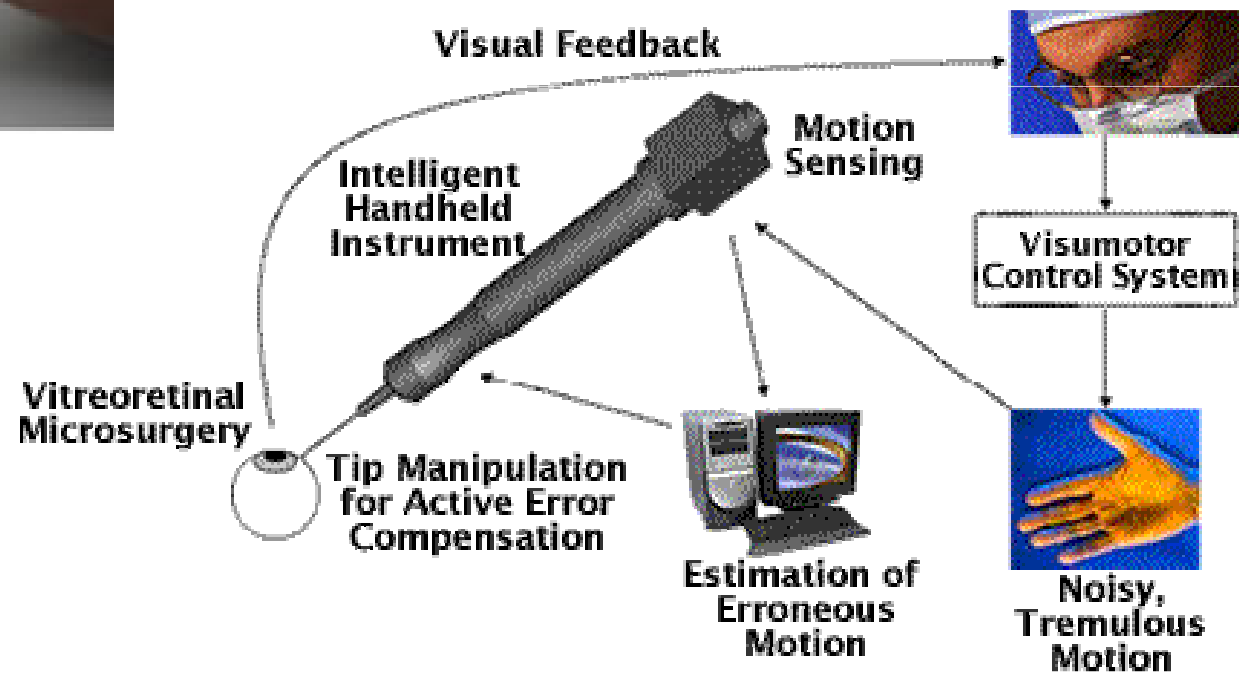 Visual Feedback
Motion
Sensing
Intelligent
Handheld
Instrument
Visumotor
Control System
Vitreoretinal
Microsurgery
Tip Manipulation
for Active Error
Compensation
Estimation of
Erroneous
Motion
Noisy,
Tremulous
Motion